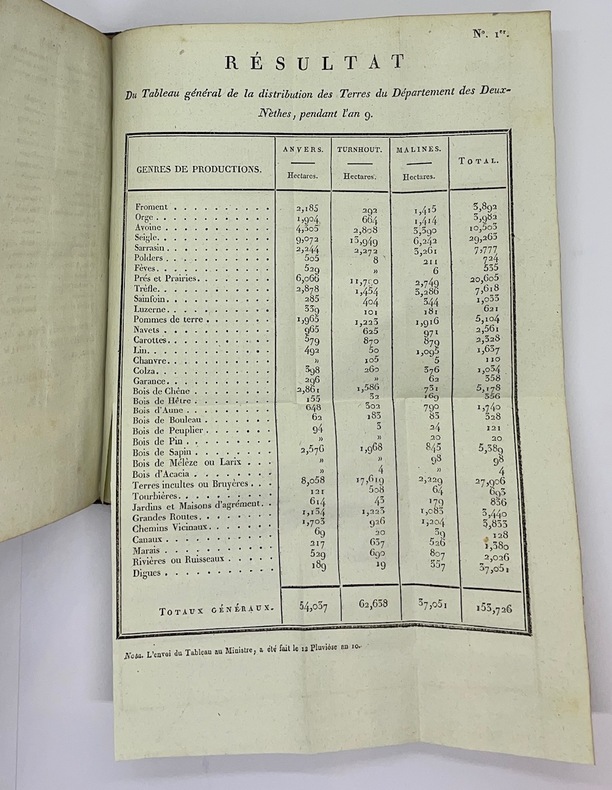 N°. 1er.
RÉSULTAT
Du Tableau général de la distribution des Terres du Département des Deux-
Nèthes, pendant l'an 9.
GENRES DE PRODUCTIONS. ANVERS. TURNHOUT. MALINES. TOTAL.
Hectares. Hectares. Hectares.
Froment 2,185 292 1,415 3,892
Orge 1,904 664 1,414 3,982
Avoine 4,305 2,808 3,390 10,503
Seigle 9,072 13,949 6,242 29,263
Sarrasin 2,244 2,272 3,261 7,777
Polders 505 8 211 724
Fèves 529 » 6 535
Prés et Prairies 6,066 11,790 2,749 20,605
Trèfle 2,878 1,454 3,286 7,618
Sainfoin 285 404 344 1,033
Luzerne 339 101 181 621
Pommes de terre 1,965 1,223 1,916 5,104
Navets 965 625 971 2,561
Carottes 579 870 879 2,328
Lin 492 50 1,095 1,637
Chanvre » 105 5 110
Colza 398 260 376 1,034
Garance 296 » 62 358
Bois de Chêne 2,861 1,586 731 5,178
Bois de Hêtre 155 32 169 356
Bois d'Aune 648 302 790 1,740
Bois de Bouleau 62 183 83 328
Bois de Peuplier 94 3 24 121
Bois de Pin » » 20 20
Bois de Sapin 2,576 1,968 845 5,389
Bois de Mélèze ou Larix » » 98 98
Bois d'Acacia » 4 » 4
Terres incultes ou Bruyères 8,058 17,619 2,229 27,906
Tourbières 121 508 64 693
Jardins et Maisons d'agrément 614 43 179 836
Grandes Routes 1,134 1,223 1,083 3,440
Chemins Vicinaux 1,703 926 1,204 3,833
Canaux 69 20 39 128
Marais 217 637 526 1,380
Rivières ou Ruisseaux 529 690 807 2,026
Digues 189 19 357 37,051
TOTAUX GÉNÉRAUX. 54,037 62,638 37,051 153,726
Nota. L'envoi du Tableau au Ministre, a été fait le 12 Pluviôse an 10.